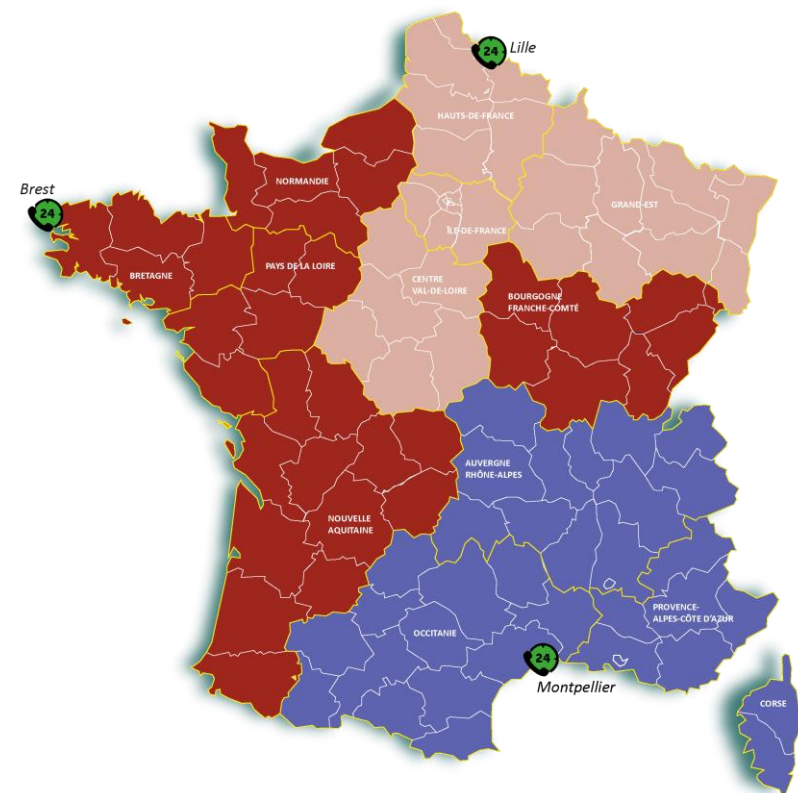 24
Lille
HAUTS-DE-FRANCE
NORMANDIE
Brest
24
GRAND-EST
ÎLE-DE-FRANCE
PAYS DE LA LOIRE
BRETAGNE
CENTRE
VAL-DE-LOIRE
BOURGOGNE
FRANCHE-COMTÉ
AUVERGNE
RHÔNE-ALPES
NOUVELLE
AQUITAINE
PROVENCE-
ALPES-CÔTE D'AZUR
OCCITANIE
24
Montpellier
CORSE